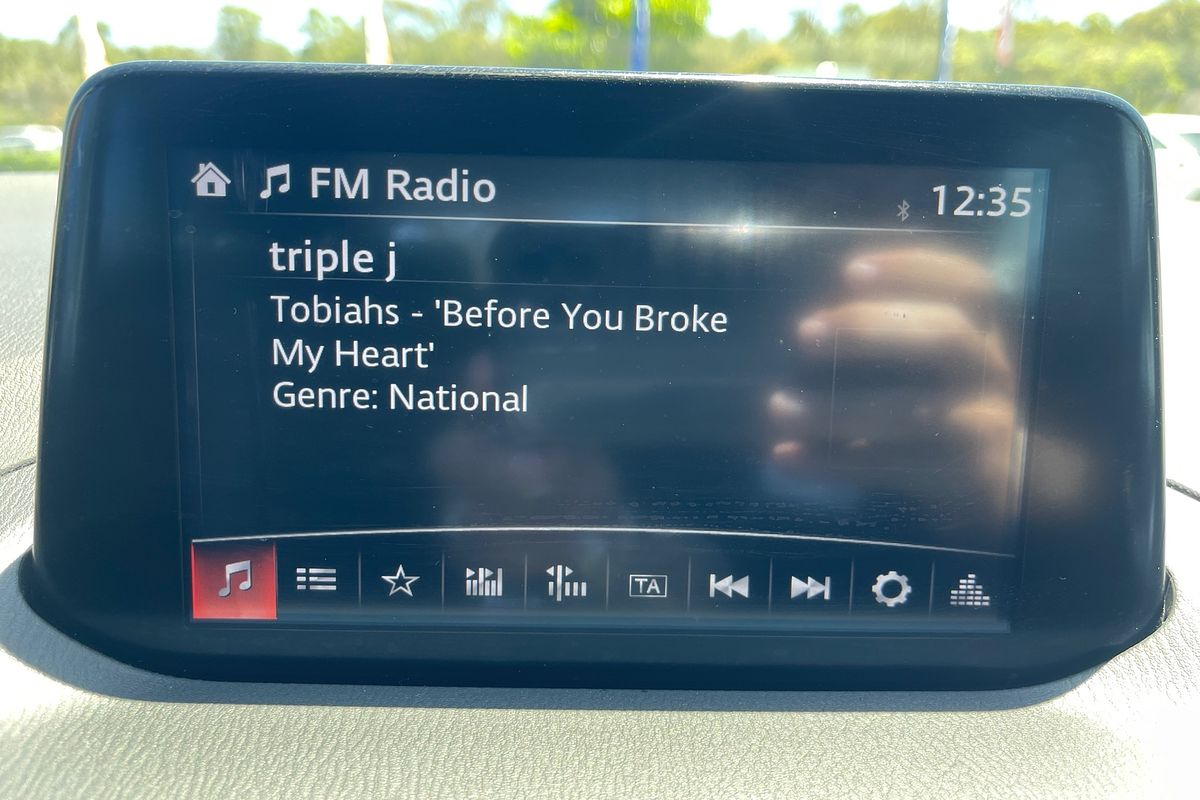 FM Radio 12:35
triple j
Tobiahs - 'Before You Broke
My Heart'
Genre: National
TA